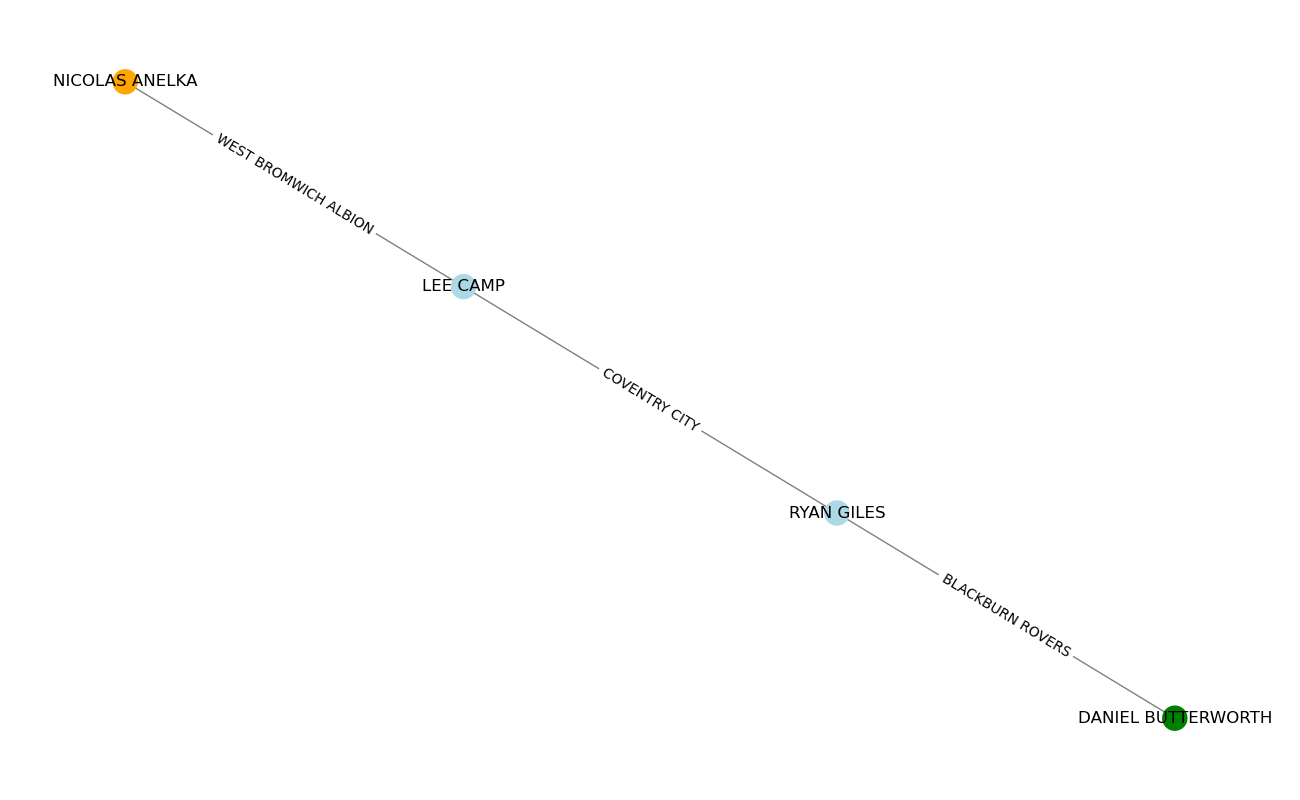 NICOLAS ANELKA
WEST BROMWICH ALBION
LEE CAMP
COVENTRY CITY
RYAN GILES
BLACKBURN ROVERS
DANIEL BUTTERWORTH